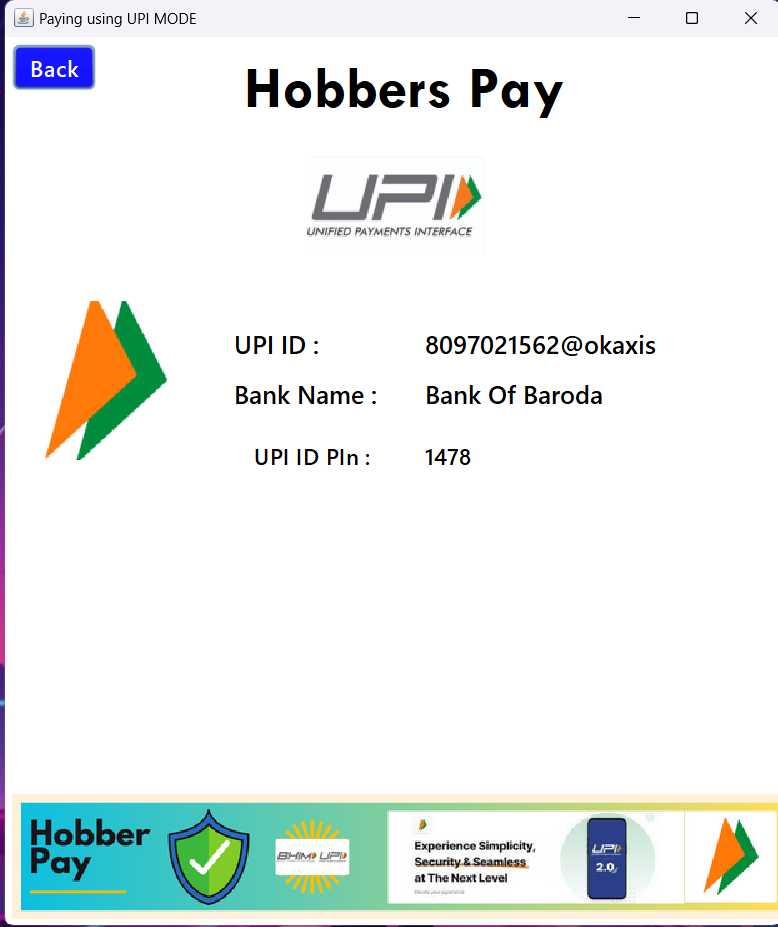 Paying using UPI MODE
Back
Hobbers Pay
UPI
UNIFIED PAYMENTS INTERFACE
UPI ID : 8097021562@okaxis
Bank Name : Bank Of Baroda
UPI ID PIn : 1478
Hobber
Pay
BHIM UPI
Experience Simplicity,
Security & Seamless
at The Next Level
UPI
2.0